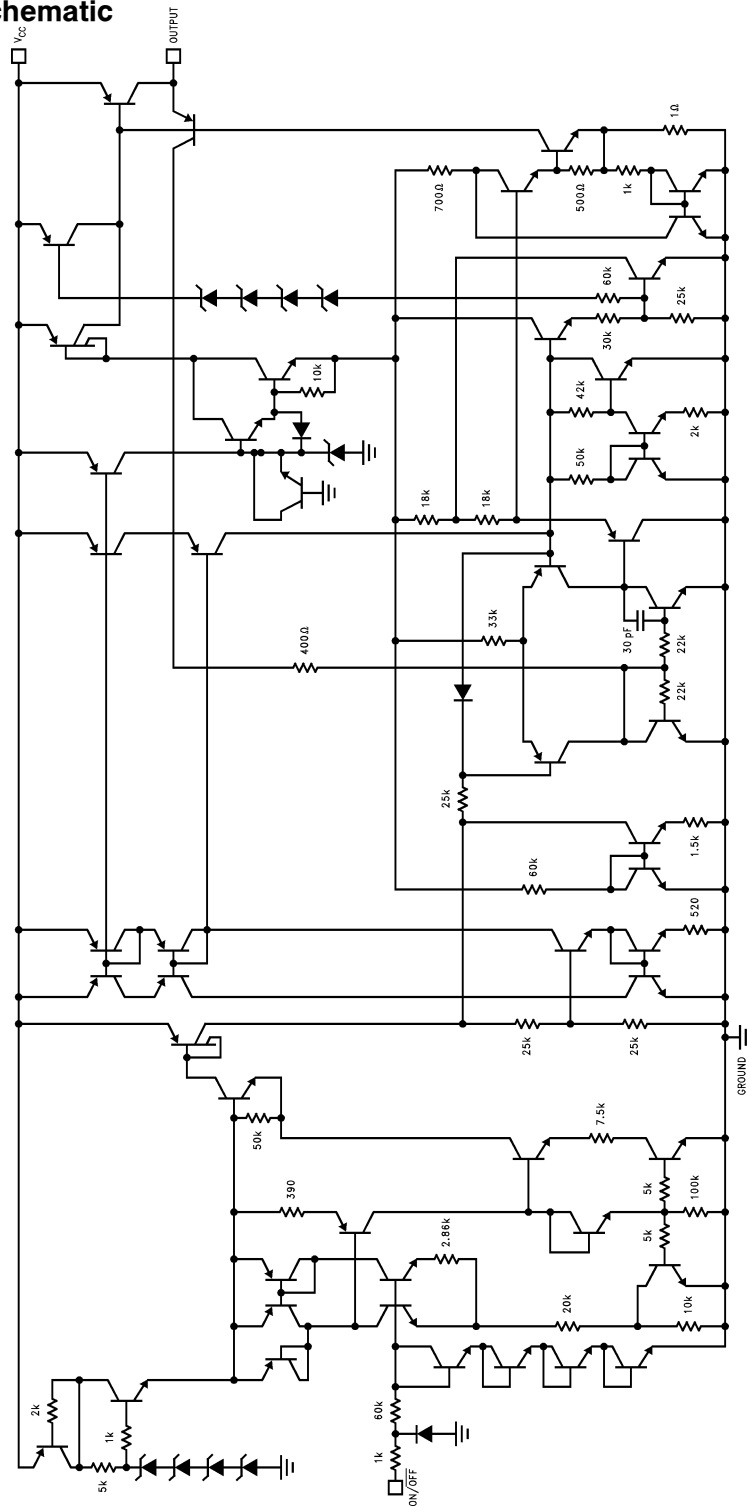 chematic
VCC
OUTPUT
1Ω
700Ω
500Ω
1k
60k
25k
30k
10k
42k
2k
50k
18k
18k
33k
30 pF
22k
400Ω
22k
25k
1.5k
60k
520
25k
25k
GROUND
50k
7.5k
390
5k
100k
2.86k
5k
20k
10k
2k
1k
60k
5k
1k
ON/OFF